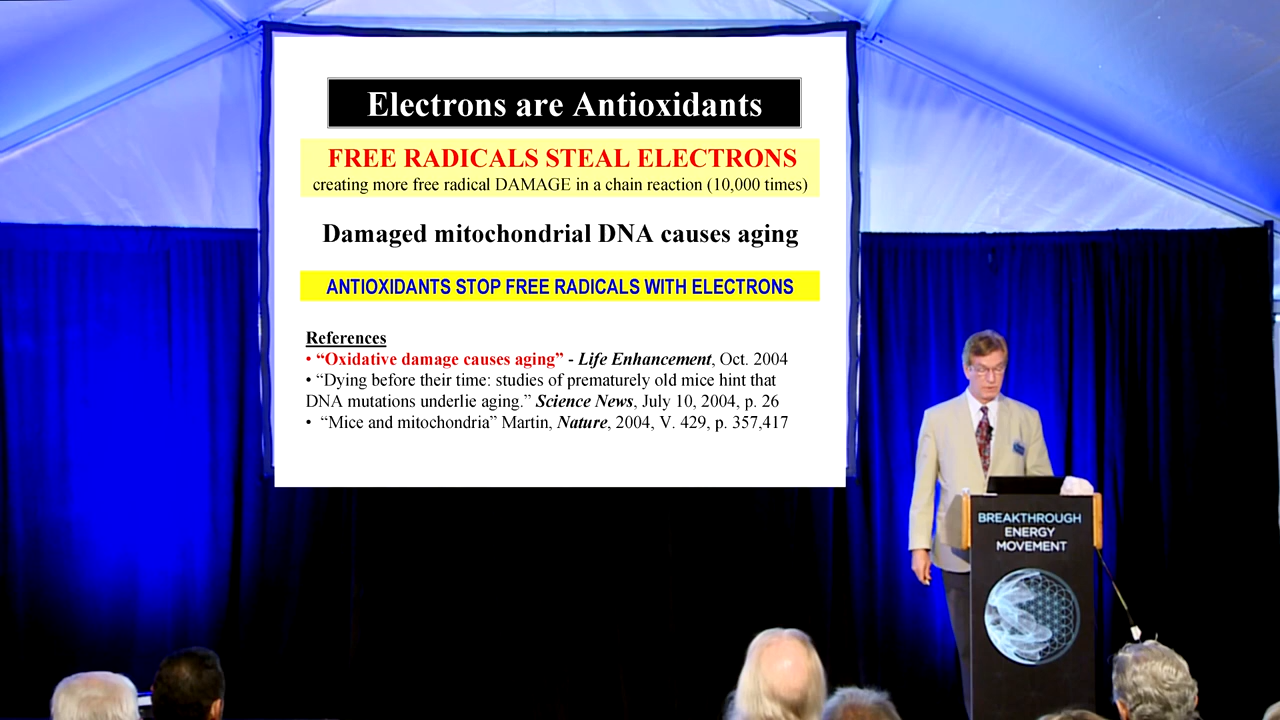 Electrons are Antioxidants
FREE RADICALS STEAL ELECTRONS
creating more free radical DAMAGE in a chain reaction (10,000 times)
Damaged mitochondrial DNA causes aging
ANTIOXIDANTS STOP FREE RADICALS WITH ELECTRONS
References
• “Oxidative damage causes aging” - Life Enhancement, Oct. 2004
• “Dying before their time: studies of prematurely old mice hint that
DNA mutations underlie aging.” Science News, July 10, 2004, p. 26
• “Mice and mitochondria” Martin, Nature, 2004, V. 429, p. 357,417
BREAKTHROUGH
ENERGY
MOVEMENT